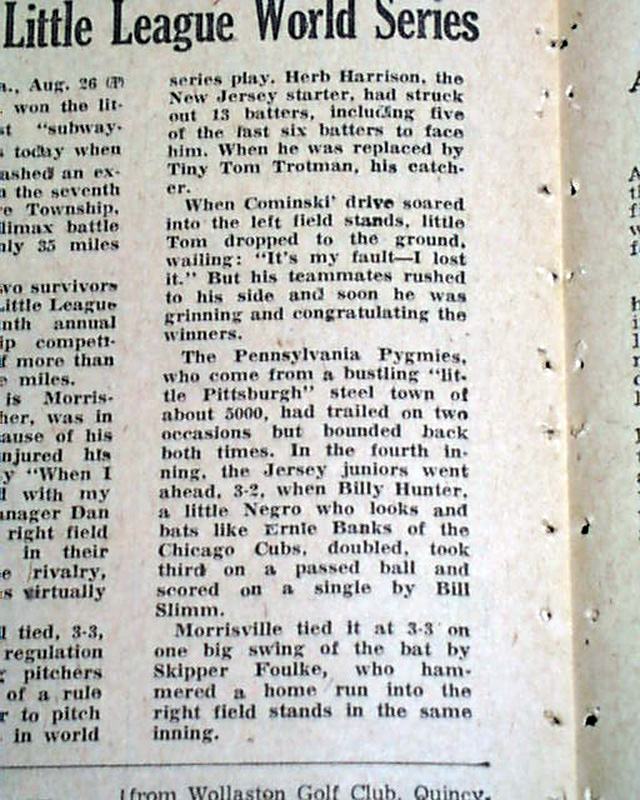 Little League World Series
a., Aug. 26 (AP)
won the lit-
st "subway-
today when
ashed an ex-
n the seventh
e Township,
limax battle
nly 35 miles
wo survivors
Little League
nth annual
ip competi-
f more than
e miles.
is Morris-
her, was in
ause of his
njured his
y "When I
d with my
anager Dan
right field
in their
e rivalry,
s virtually
d tied, 3-3,
regulation
g pitchers
of a rule
r to pitch
in world
series play. Herb Harrison, the
New Jersey starter, had struck
out 13 batters, including five
of the last six batters to face
him. When he was replaced by
Tiny Tom Trotman, his catch-
er.
When Cominski' drive soared
into the left field stands, little
Tom dropped to the ground,
wailing: "It's my fault—I lost
it." But his teammates rushed
to his side and soon he was
grinning and congratulating the
winners.
The Pennsylvania Pygmies,
who come from a bustling "lit-
tle Pittsburgh" steel town of
about 5000, had trailed on two
occasions but bounded back
both times. In the fourth in-
ning, the Jersey juniors went
ahead, 3-2, when Billy Hunter,
a little Negro who looks and
bats like Ernie Banks of the
Chicago Cubs, doubled, took
third on a passed ball and
scored on a single by Bill
Slimm.
Morrisville tied it at 3-3 on
one big swing of the bat by
Skipper Foulke, who ham-
mered a home run into the
right field stands in the same
inning.
from Wollaston Golf Club, Quincy.